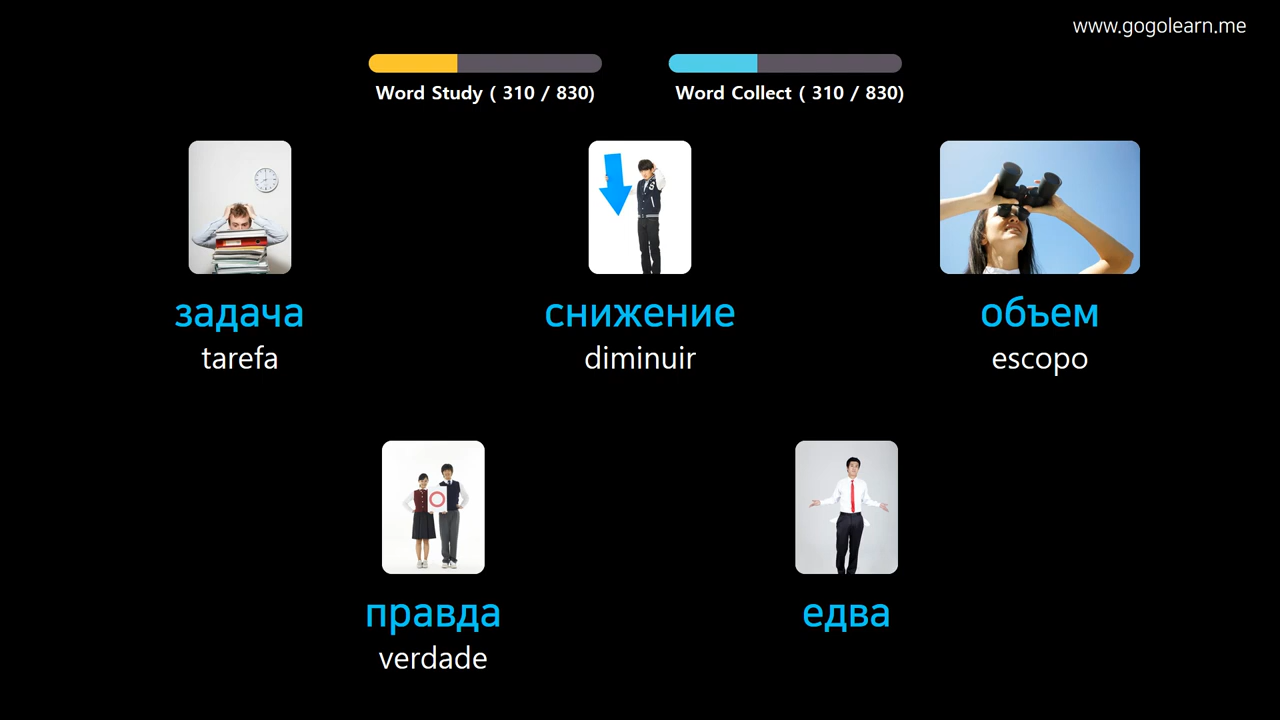 www.gogolearn.me
Word Study ( 310 / 830)
Word Collect ( 310 / 830)
задача
tarefa
снижение
diminuir
объем
escopo
правда
verdade
едва